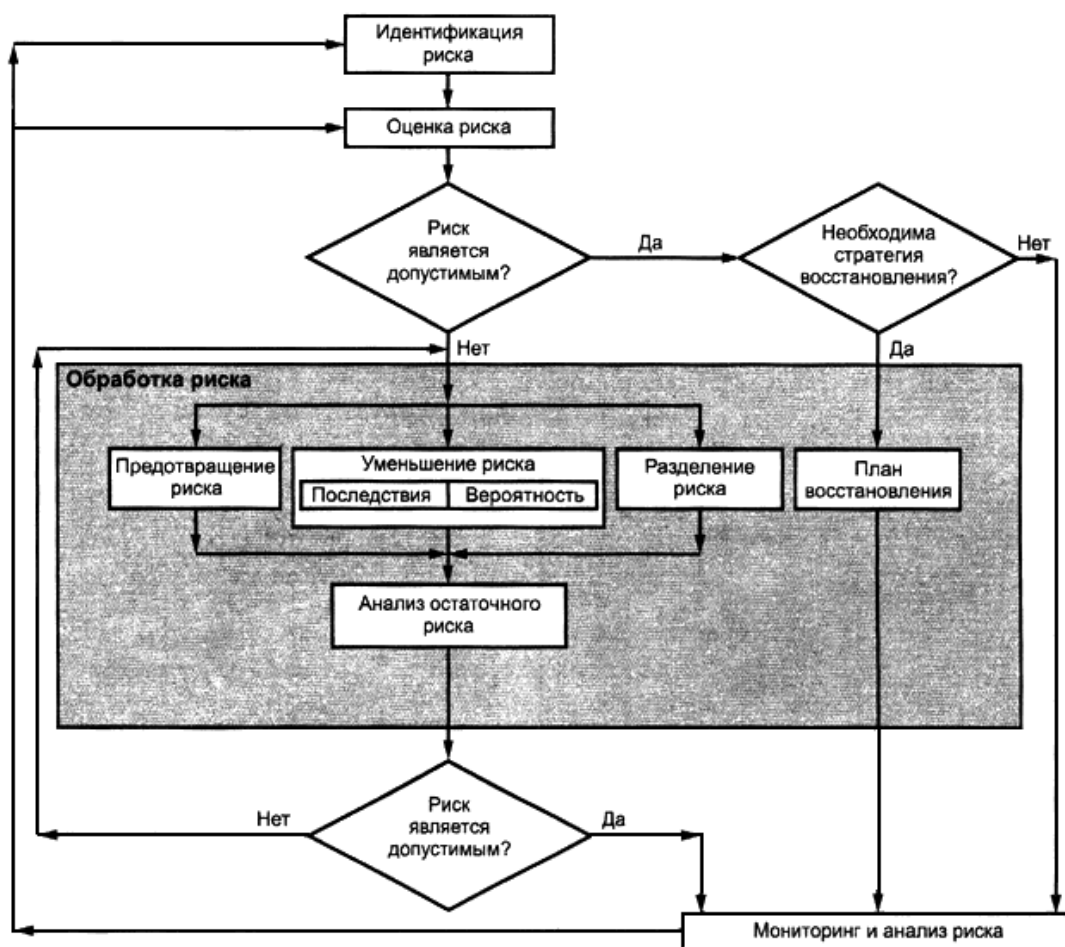 Идентификация
риска
Оценка риска
Риск
является
допустимым?
Да
Необходима
стратегия
восстановления?
Нет
Нет
Да
Обработка риска
Предотвращение
риска
Уменьшение риска
Последствия
Вероятность
Разделение
риска
План
восстановления
Анализ остаточного
риска
Нет
Риск
является
допустимым?
Да
Мониторинг и анализ риска